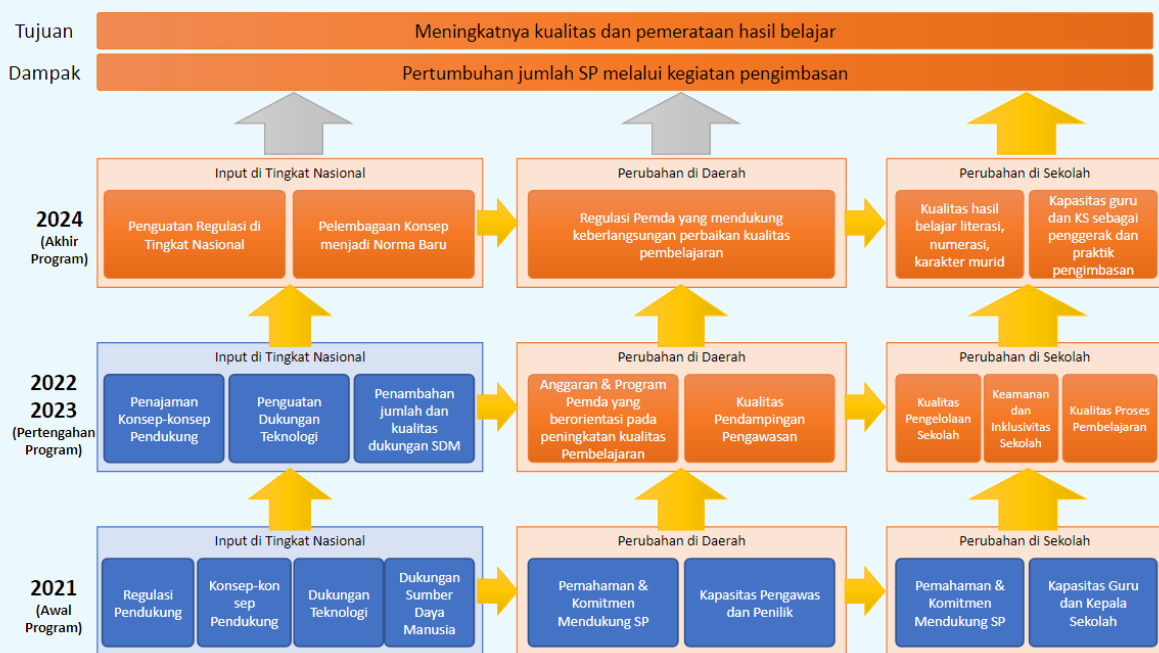 Tujuan
Meningkatnya kualitas dan pemerataan hasil belajar
Dampak
Pertumbuhan jumlah SP melalui kegiatan pengimbasan
2024
(Akhir
Program)
Input di Tingkat Nasional
Penguatan Regulasi di
Tingkat Nasional
Pelembagaan Konsep
menjadi Norma Baru
Perubahan di Daerah
Regulasi Pemda yang mendukung
keberlangsungan perbaikan kualitas
pembelajaran
Perubahan di Sekolah
Kualitas hasil
belajar literasi,
numerasi,
karakter murid
Kapasitas guru
dan KS sebagai
penggerak dan
praktik
pengimbasan
2022
2023
(Pertengahan
Program)
Input di Tingkat Nasional
Penajaman
Konsep-konsep
Pendukung
Penguatan
Dukungan
Teknologi
Penambahan
jumlah dan
kualitas
dukungan SDM
Perubahan di Daerah
Anggaran & Program
Pemda yang
berorientasi pada
peningkatan kualitas
Pembelajaran
Kualitas
Pendampingan
Pengawasan
Perubahan di Sekolah
Kualitas
Pengelolaan
Sekolah
Keamanan
dan
Inklusivitas
Sekolah
Kualitas Proses
Pembelajaran
2021
(Awal
Program)
Input di Tingkat Nasional
Regulasi
Pendukung
Konsep-kon
sep
Pendukung
Dukungan
Teknologi
Dukungan
Sumber
Daya
Manusia
Perubahan di Daerah
Pemahaman &
Komitmen
Mendukung SP
Kapasitas Pengawas
dan Penilik
Perubahan di Sekolah
Pemahaman &
Komitmen
Mendukung SP
Kapasitas Guru
dan Kepala
Sekolah